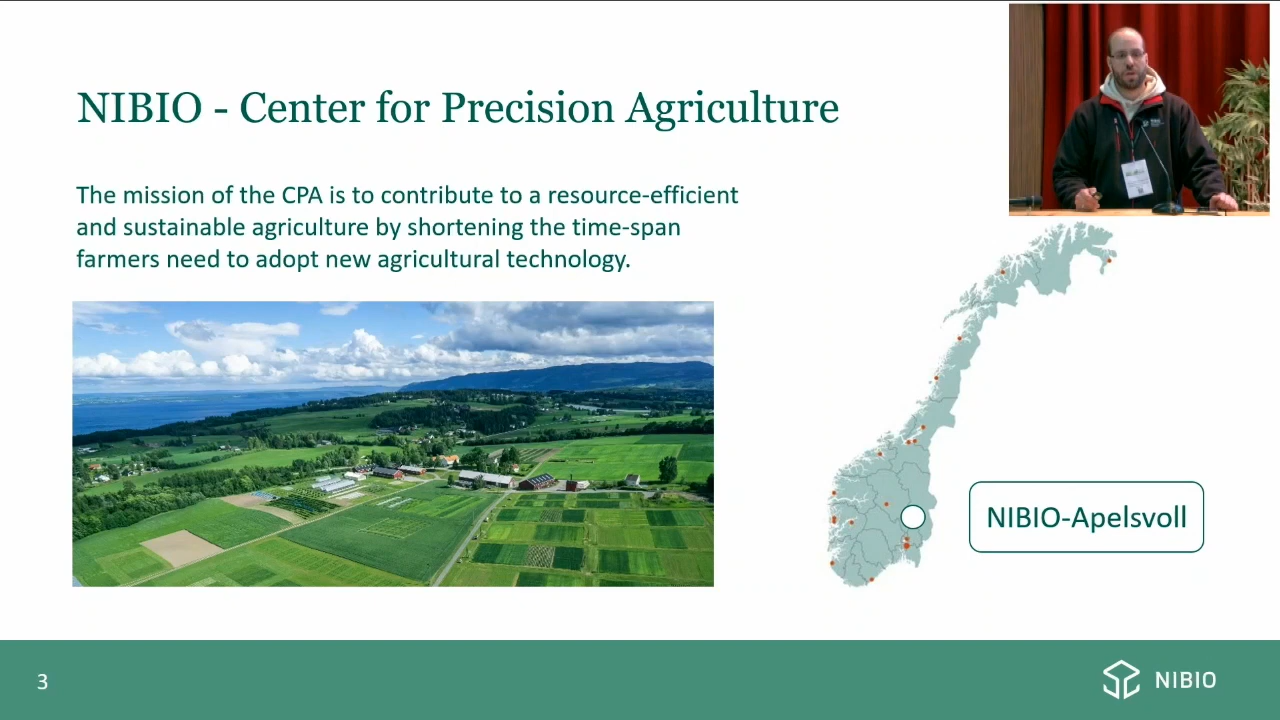 NIBIO - Center for Precision Agriculture
The mission of the CPA is to contribute to a resource-efficient
and sustainable agriculture by shortening the time-span
farmers need to adopt new agricultural technology.
NIBIO-Apelsvoll
3
NIBIO